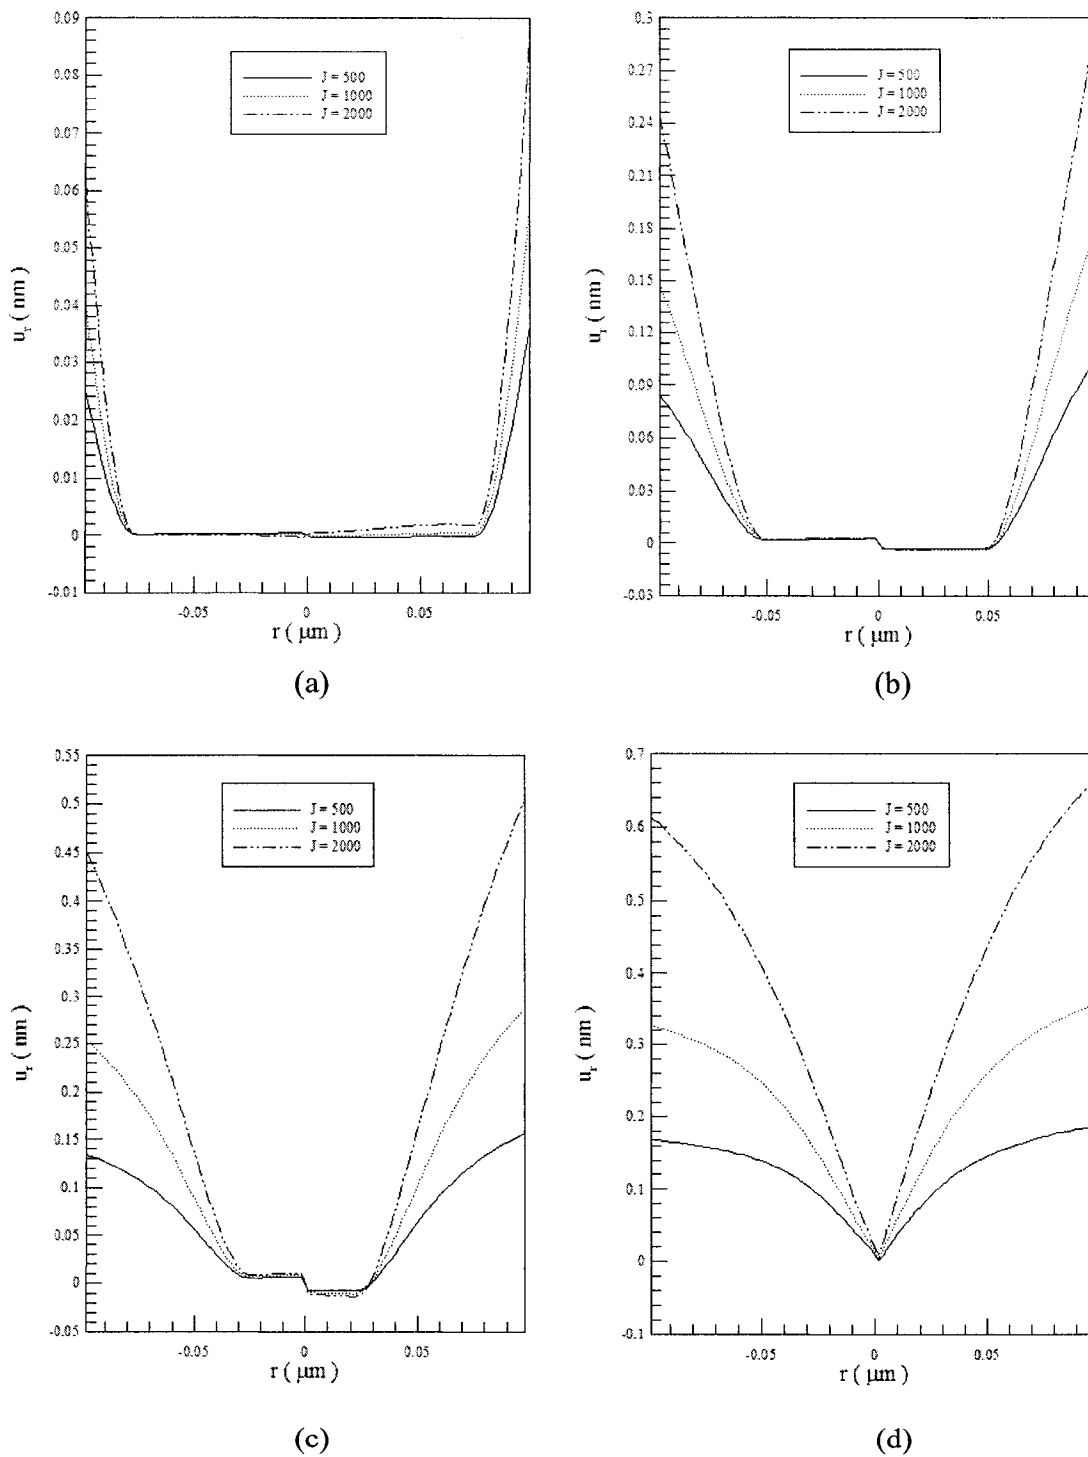 0.09
0.08
0.07
0.06
0.05
0.04
0.03
0.02
0.01
0
-0.01
u_r ( nm )
J = 500
J = 1000
J = 2000
-0.05
0
0.05
r ( μm )
(a)
0.3
0.27
0.24
0.21
0.18
0.15
0.12
0.09
0.06
0.03
0
-0.03
u_r ( nm )
J = 500
J = 1000
J = 2000
-0.05
0
0.05
r ( μm )
(b)
0.55
0.5
0.45
0.4
0.35
0.3
0.25
0.2
0.15
0.1
0.05
0
-0.05
u_r ( nm )
J = 500
J = 1000
J = 2000
-0.05
0
0.05
r ( μm )
(c)
0.7
0.6
0.5
0.4
0.3
0.2
0.1
0
-0.1
u_r ( nm )
J = 500
J = 1000
J = 2000
-0.05
0
0.05
r ( μm )
(d)